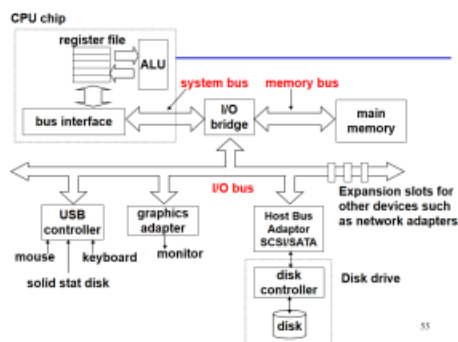 CPU chip
register file
ALU
system bus
memory bus
bus interface
I/O
bridge
main
memory
I/O bus
Expansion slots for
other devices such
as network adapters
USB
controller
graphics
adapter
Host Bus
Adaptor
SCSI/SATA
mouse
keyboard
monitor
solid stat disk
disk
controller
Disk drive
disk
55